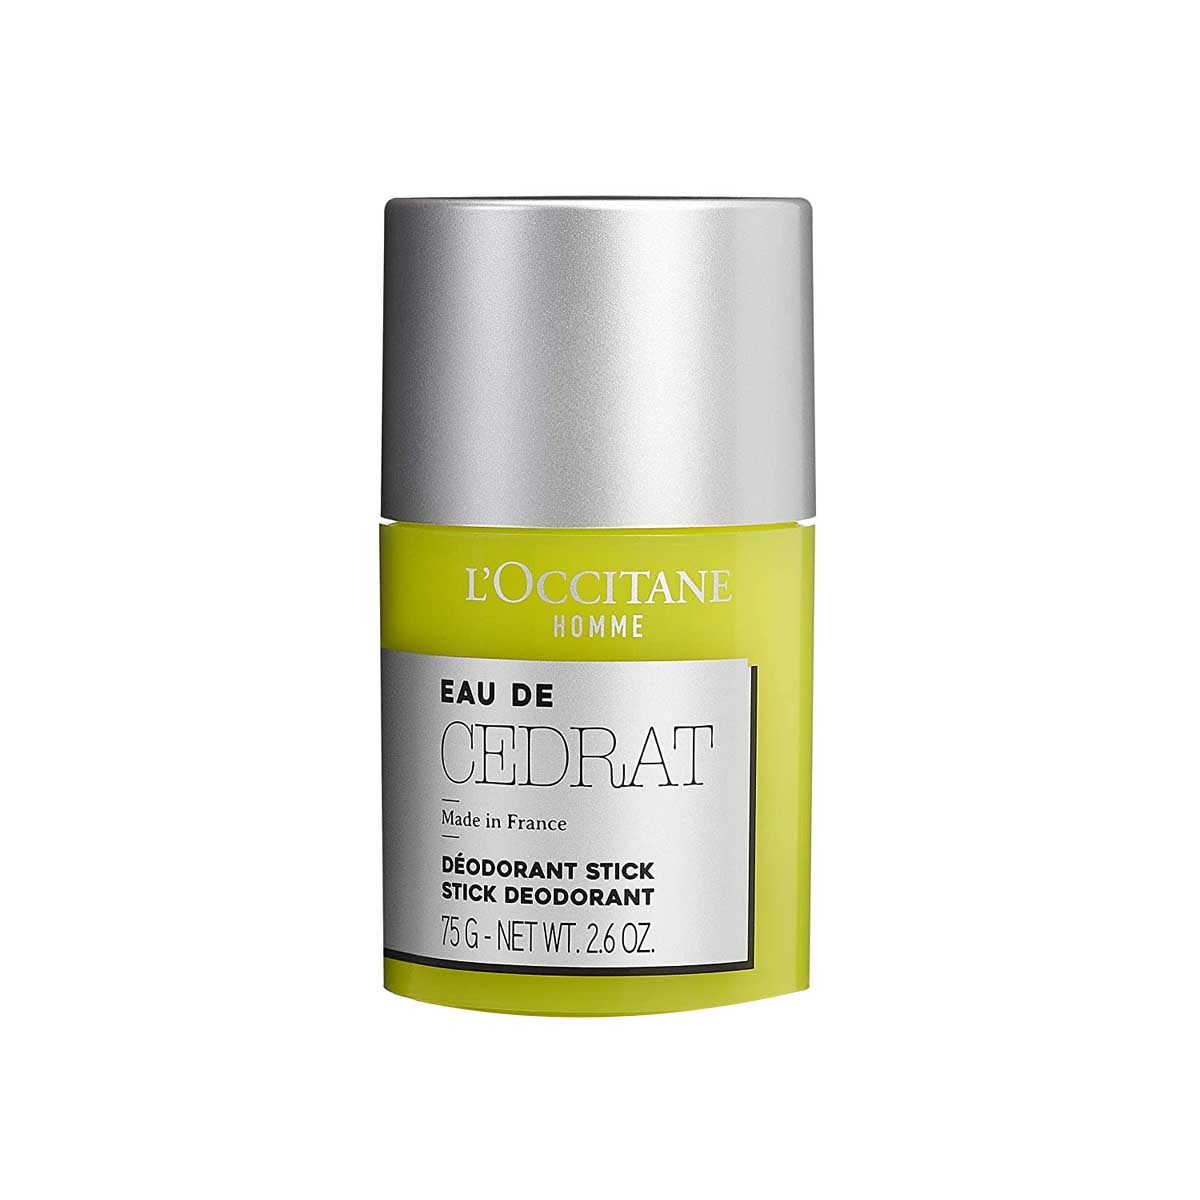 L'OCCITANE
HOMME
EAU DE
CEDRAT
Made in France
DÉODORANT STICK
STICK DEODORANT
75 G - NET WT. 2.6 OZ.